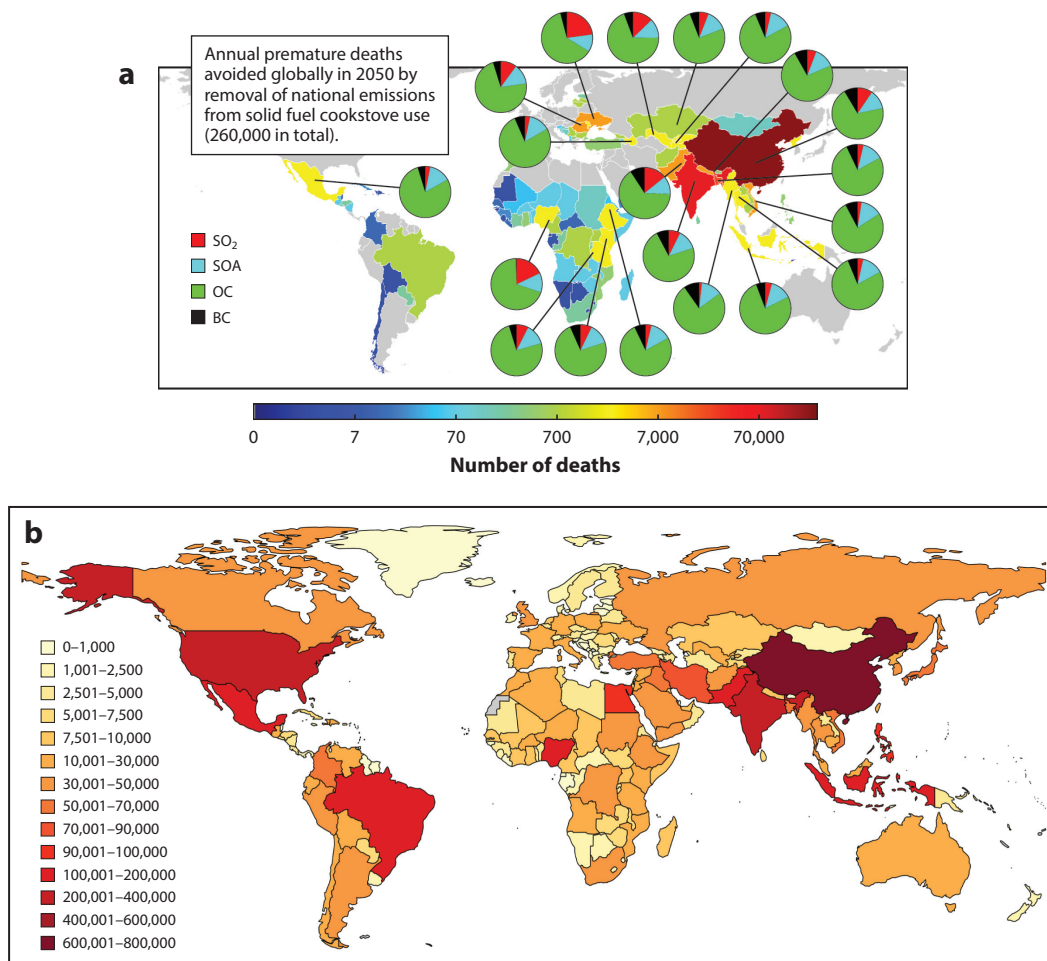 a
Annual premature deaths
avoided globally in 2050 by
removal of national emissions
from solid fuel cookstove use
(260,000 in total).
SO₂
SOA
OC
BC
0 7 70 700 7,000 70,000
Number of deaths
b
0–1,000
1,001–2,500
2,501–5,000
5,001–7,500
7,501–10,000
10,001–30,000
30,001–50,000
50,001–70,000
70,001–90,000
90,001–100,000
100,001–200,000
200,001–400,000
400,001–600,000
600,001–800,000